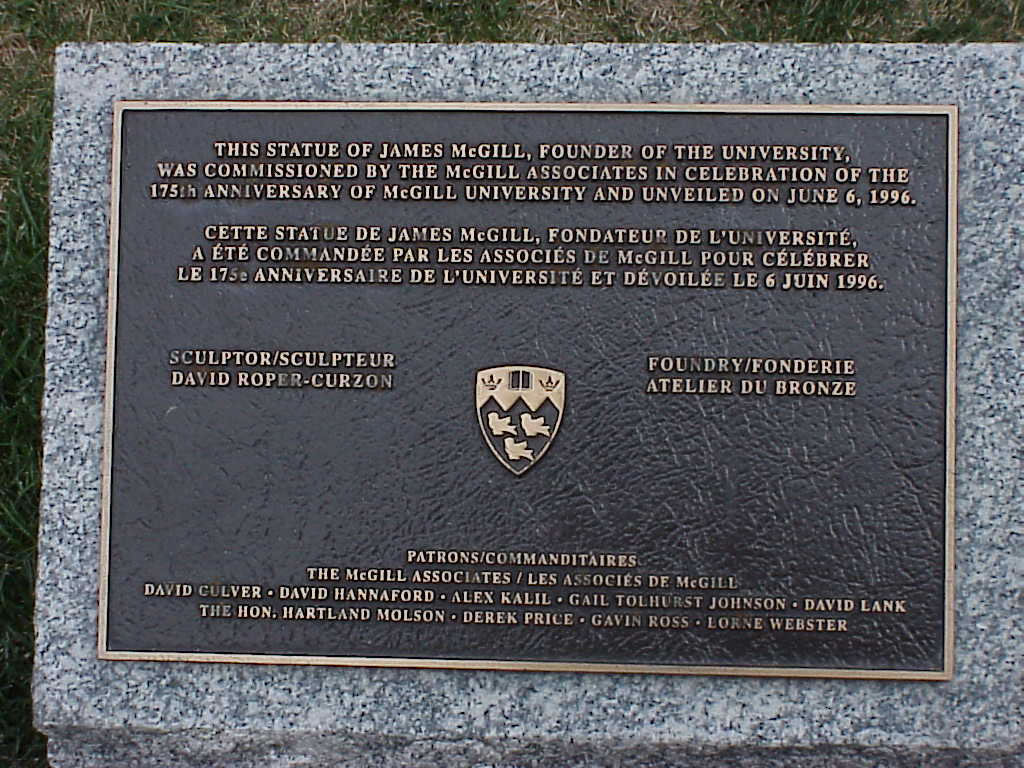 THIS STATUE OF JAMES McGILL, FOUNDER OF THE UNIVERSITY,
WAS COMMISSIONED BY THE McGILL ASSOCIATES IN CELEBRATION OF THE
175th ANNIVERSARY OF McGILL UNIVERSITY AND UNVEILED ON JUNE 6, 1996.
CETTE STATUE DE JAMES McGILL, FONDATEUR DE L'UNIVERSITÉ,
A ÉTÉ COMMANDÉE PAR LES ASSOCIÉS DE McGILL POUR CÉLÉBRER
LE 175e ANNIVERSAIRE DE L'UNIVERSITÉ ET DÉVOILÉE LE 6 JUIN 1996.
SCULPTOR/SCULPTEUR
DAVID ROPER-CURZON
FOUNDRY/FONDERIE
ATELIER DU BRONZE
PATRONS/COMMANDITAIRES
THE McGILL ASSOCIATES / LES ASSOCIÉS DE McGILL
DAVID CULVER • DAVID HANNAFORD • ALEX KALIL • GAIL TOLHURST JOHNSON • DAVID LANK
THE HON. HARTLAND MOLSON • DEREK PRICE • GAVIN ROSS • LORNE WEBSTER